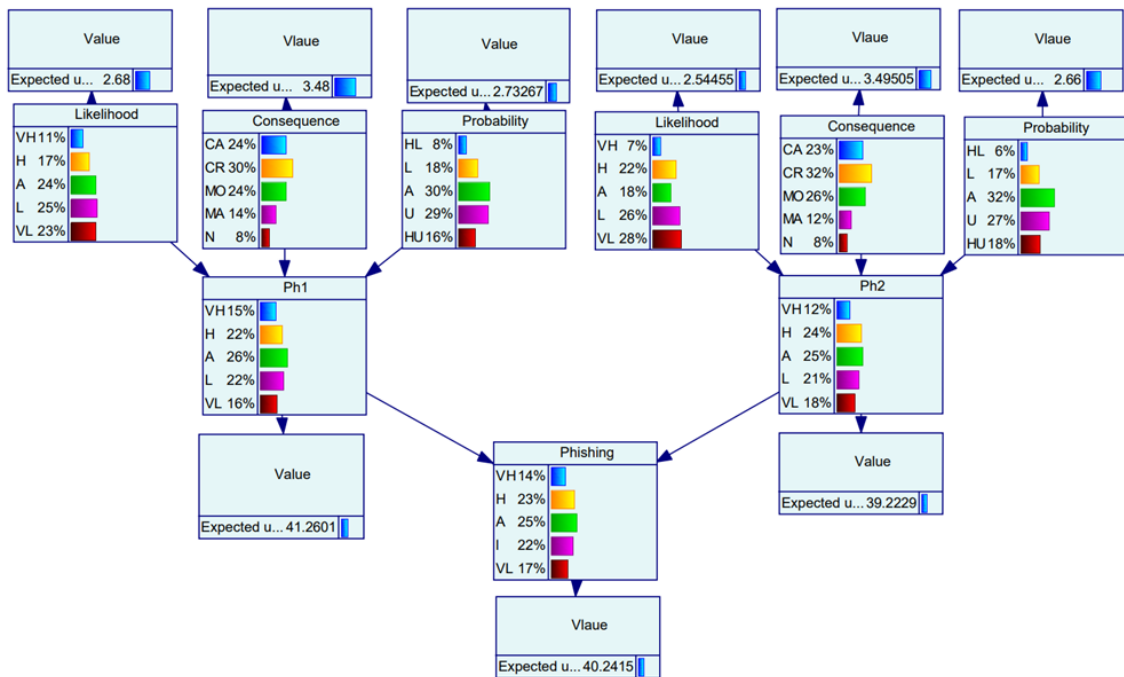 Value
Expected u... 2.68
Vlaue
Expected u... 3.48
Value
Expected u... 2.73267
Vlaue
Expected u... 2.54455
Vlaue
Expected u... 3.49505
Vlaue
Expected u... 2.66
Likelihood
VH 11%
H 17%
A 24%
L 25%
VL 23%
Consequence
CA 24%
CR 30%
MO 24%
MA 14%
N 8%
Probability
HL 8%
L 18%
A 30%
U 29%
HU 16%
Likelihood
VH 7%
H 22%
A 18%
L 26%
VL 28%
Consequence
CA 23%
CR 32%
MO 26%
MA 12%
N 8%
Probability
HL 6%
L 17%
A 32%
U 27%
HU 18%
Ph1
VH 15%
H 22%
A 26%
L 22%
VL 16%
Ph2
VH 12%
H 24%
A 25%
L 21%
VL 18%
Value
Expected u... 41.2601
Phishing
VH 14%
H 23%
A 25%
l 22%
VL 17%
Value
Expected u... 39.2229
Vlaue
Expected u... 40.2415